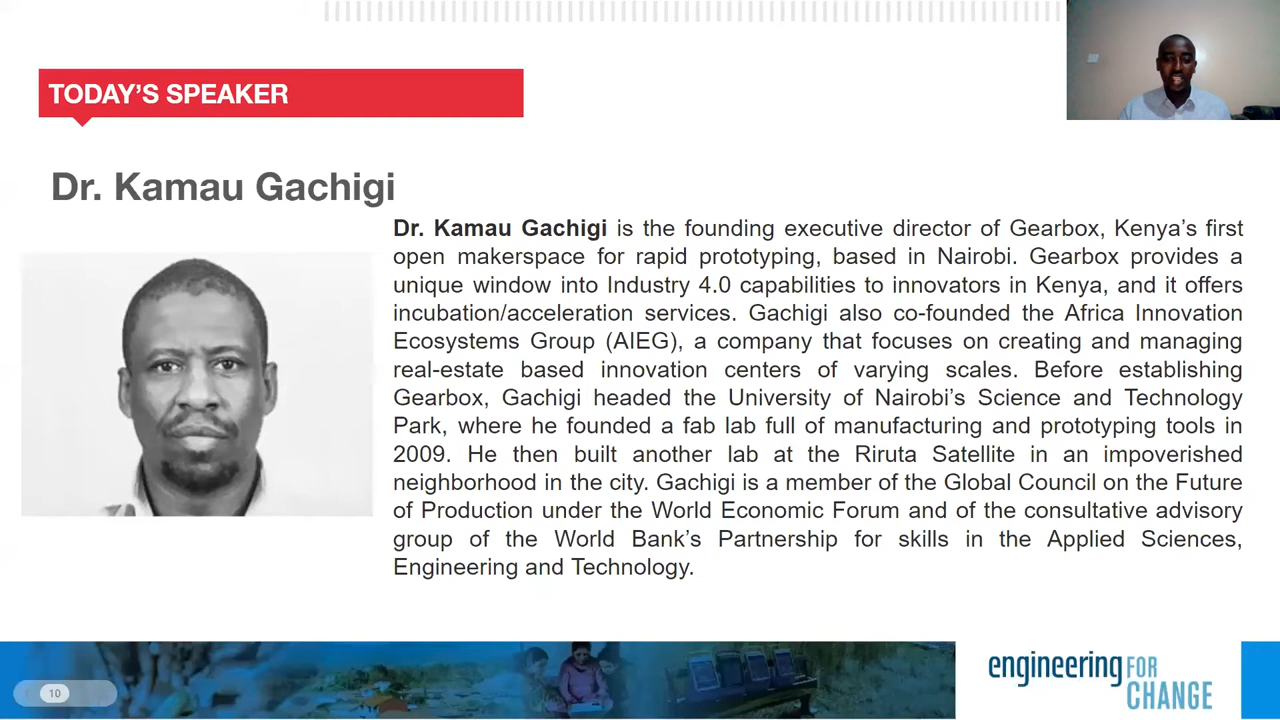 TODAY'S SPEAKER
Dr. Kamau Gachigi
Dr. Kamau Gachigi is the founding executive director of Gearbox, Kenya's first
open makerspace for rapid prototyping, based in Nairobi. Gearbox provides a
unique window into Industry 4.0 capabilities to innovators in Kenya, and it offers
incubation/acceleration services. Gachigi also co-founded the Africa Innovation
Ecosystems Group (AIEG), a company that focuses on creating and managing
real-estate based innovation centers of varying scales. Before establishing
Gearbox, Gachigi headed the University of Nairobi's Science and Technology
Park, where he founded a fab lab full of manufacturing and prototyping tools in
2009. He then built another lab at the Riruta Satellite in an impoverished
neighborhood in the city. Gachigi is a member of the Global Council on the Future
of Production under the World Economic Forum and of the consultative advisory
group of the World Bank's Partnership for skills in the Applied Sciences,
Engineering and Technology.
10
engineering FOR
CHANGE